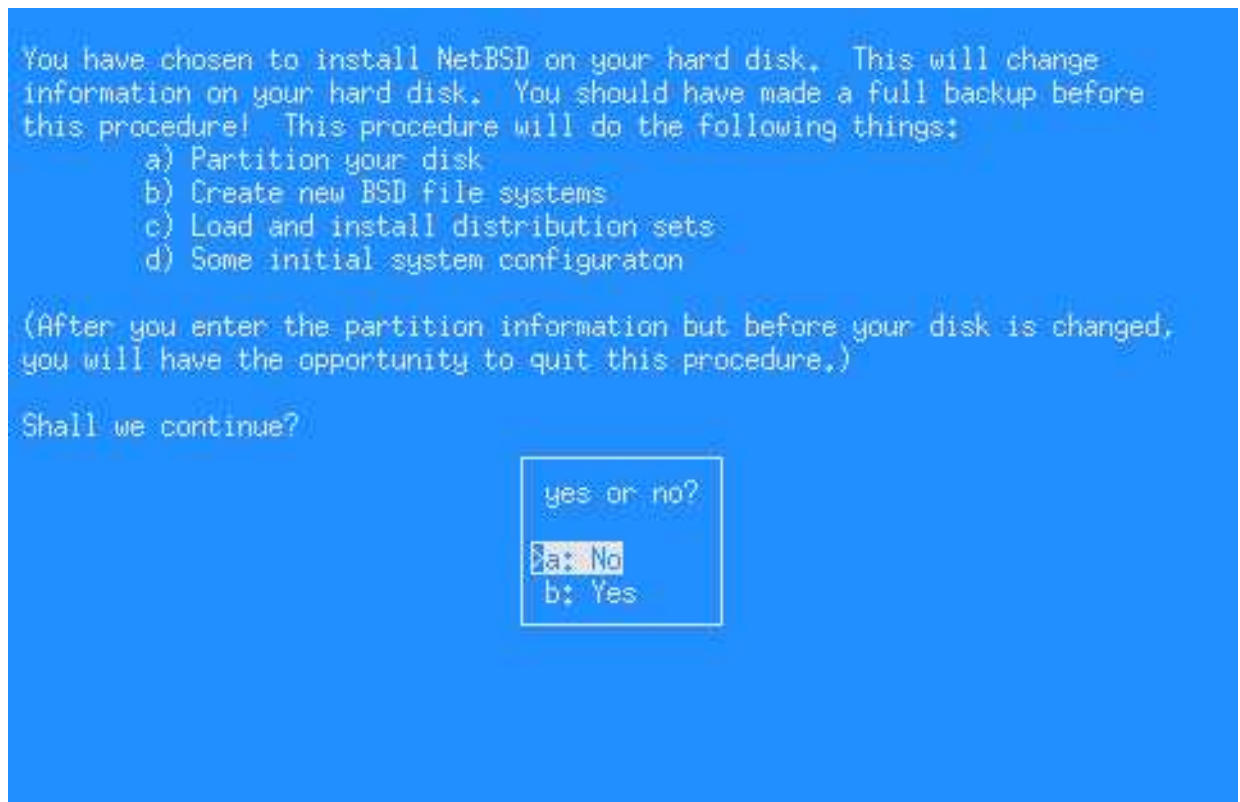 You have chosen to install NetBSD on your hard disk.  This will change
information on your hard disk.  You should have made a full backup before
this procedure!  This procedure will do the following things:
a) Partition your disk
b) Create new BSD file systems
c) Load and install distribution sets
d) Some initial system configuraton
(After you enter the partition information but before your disk is changed,
you will have the opportunity to quit this procedure.)
Shall we continue?
yes or no?
>a: No
b: Yes